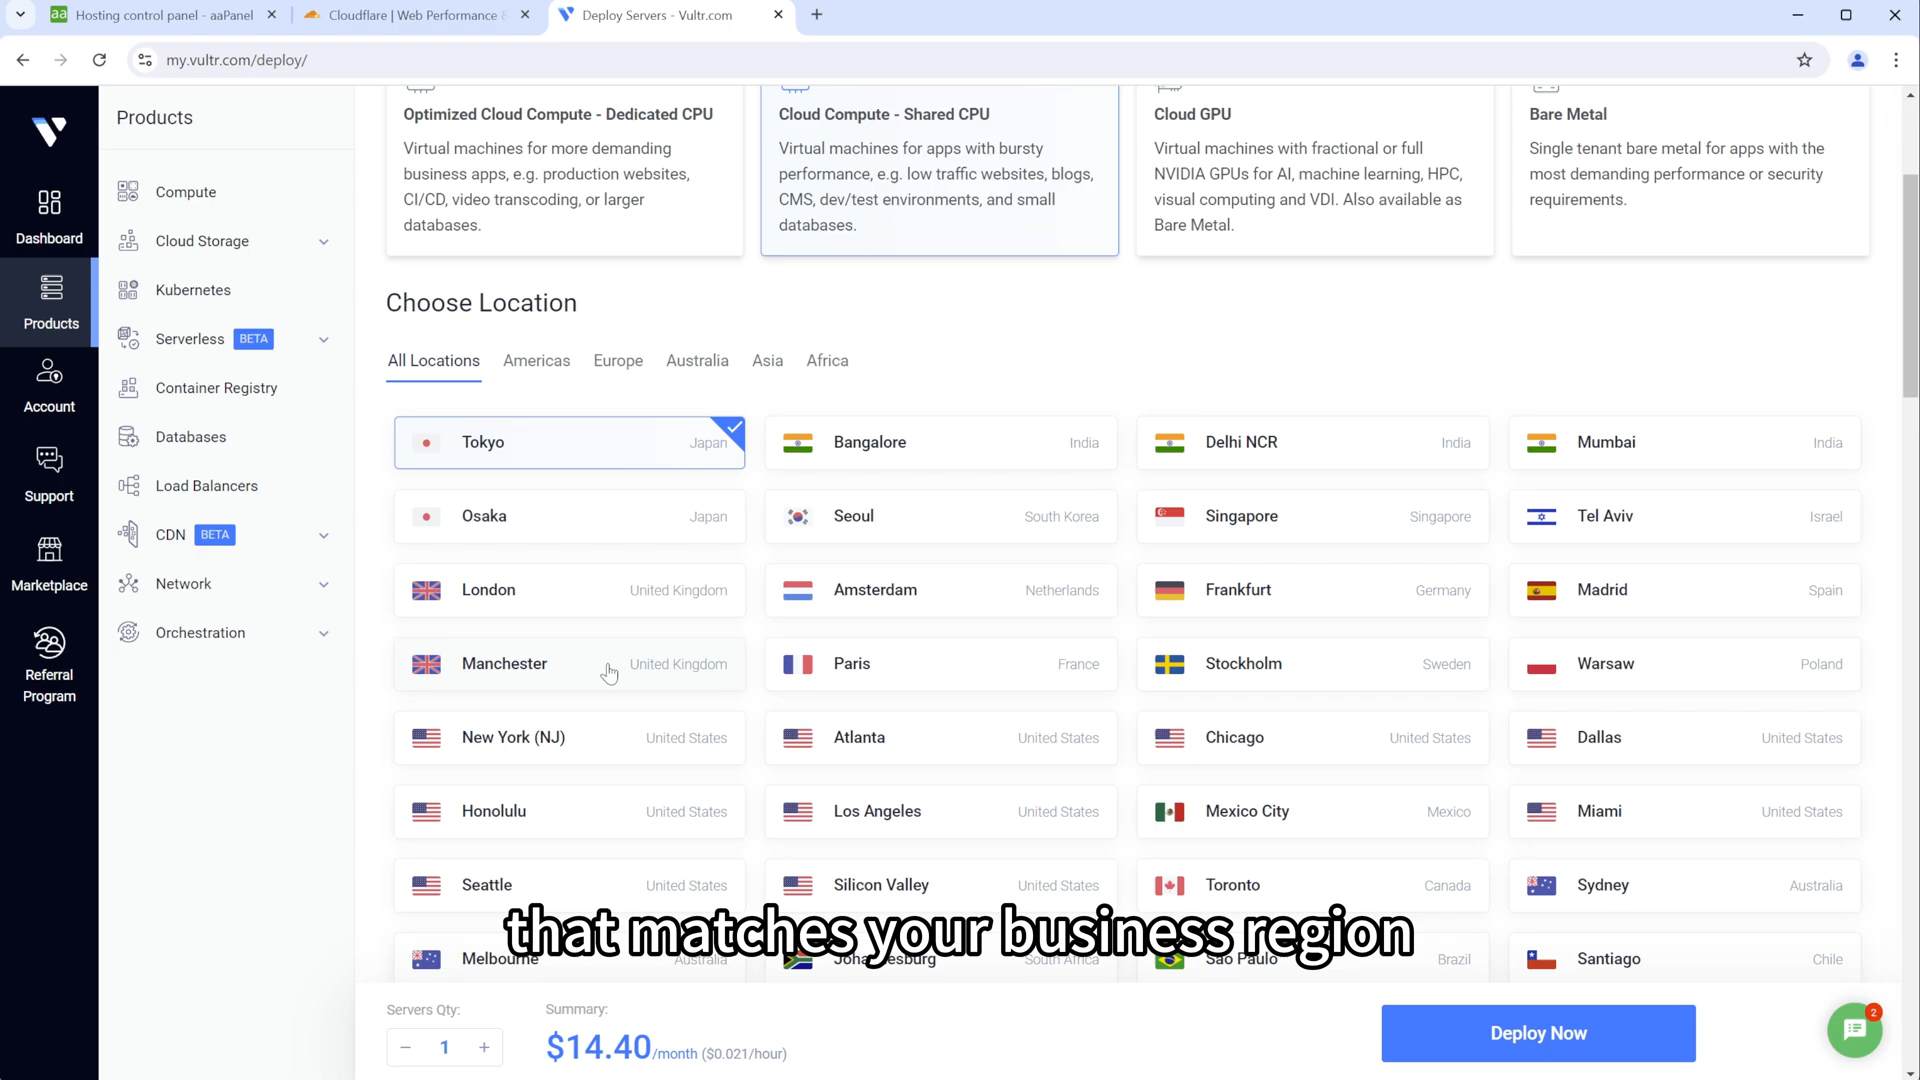 Hosting control panel - aaPanel
Cloudflare | Web Performance &
Deploy Servers - Vultr.com
my.vultr.com/deploy/
Dashboard
Products
Account
Support
Marketplace
Referral
Program
Products
Compute
Cloud Storage
Kubernetes
Serverless BETA
Container Registry
Databases
Load Balancers
CDN BETA
Network
Orchestration
Optimized Cloud Compute - Dedicated CPU
Virtual machines for more demanding
business apps, e.g. production websites,
CI/CD, video transcoding, or larger
databases.
Cloud Compute - Shared CPU
Virtual machines for apps with bursty
performance, e.g. low traffic websites, blogs,
CMS, dev/test environments, and small
databases.
Cloud GPU
Virtual machines with fractional or full
NVIDIA GPUs for AI, machine learning, HPC,
visual computing and VDI. Also available as
Bare Metal.
Bare Metal
Single tenant bare metal for apps with the
most demanding performance or security
requirements.
Choose Location
All Locations Americas Europe Australia Asia Africa
Tokyo Japan Bangalore India Delhi NCR India Mumbai India
Osaka Japan Seoul South Korea Singapore Singapore Tel Aviv Israel
London United Kingdom Amsterdam Netherlands Frankfurt Germany Madrid Spain
Manchester United Kingdom Paris France Stockholm Sweden Warsaw Poland
New York (NJ) United States Atlanta United States Chicago United States Dallas United States
Honolulu United States Los Angeles United States Mexico City Mexico Miami United States
Seattle United States Silicon Valley United States Toronto Canada Sydney Australia
that matches your business region
Melbourne Australia Johannesburg South Africa São Paulo Brazil Santiago Chile
Servers Qty:
1
Summary:
$14.40/month ($0.021/hour)
Deploy Now
2